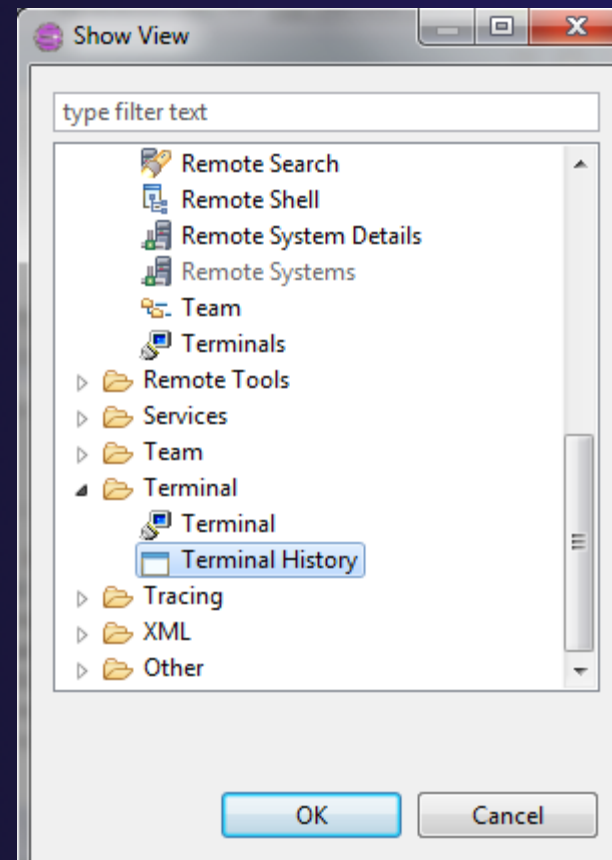 Show View
type filter text
Remote Search
Remote Shell
Remote System Details
Remote Systems
Team
Terminals
Remote Tools
Services
Team
Terminal
Terminal
Terminal History
Tracing
XML
Other
OK Cancel